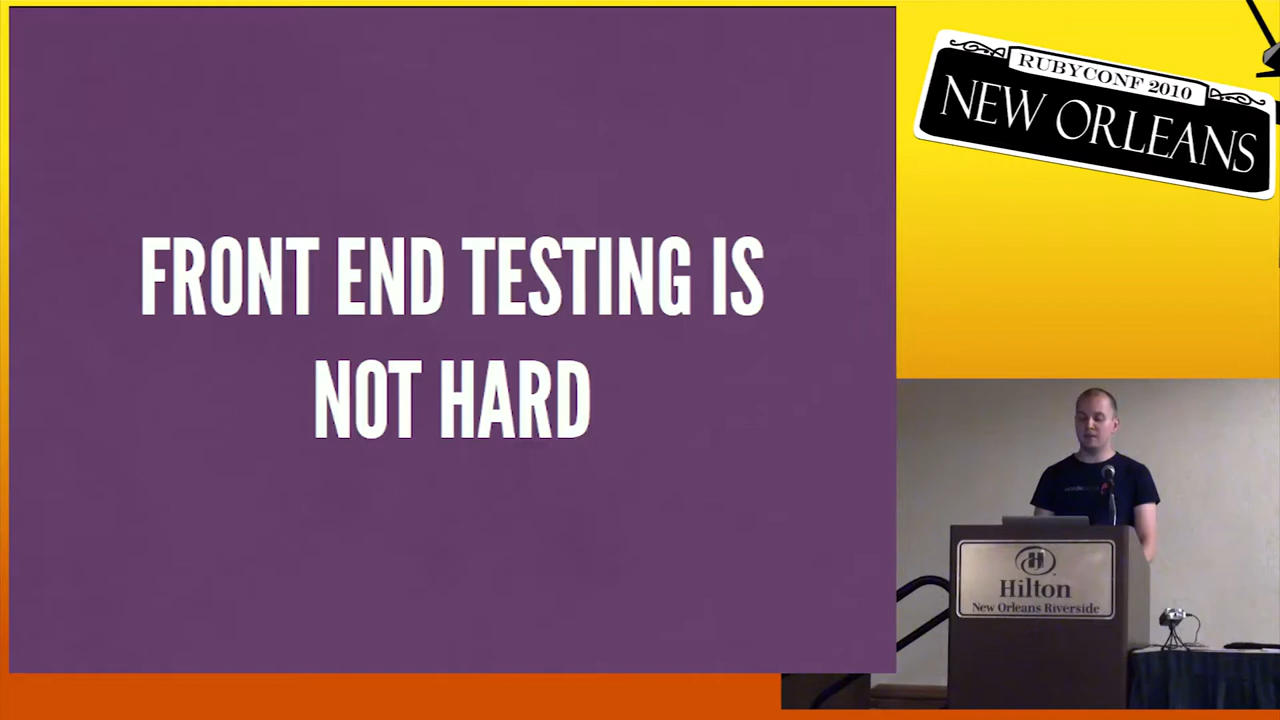 FRONT END TESTING IS
NOT HARD
RUBYCONF 2010
NEW ORLEANS
Hilton
New Orleans Riverside